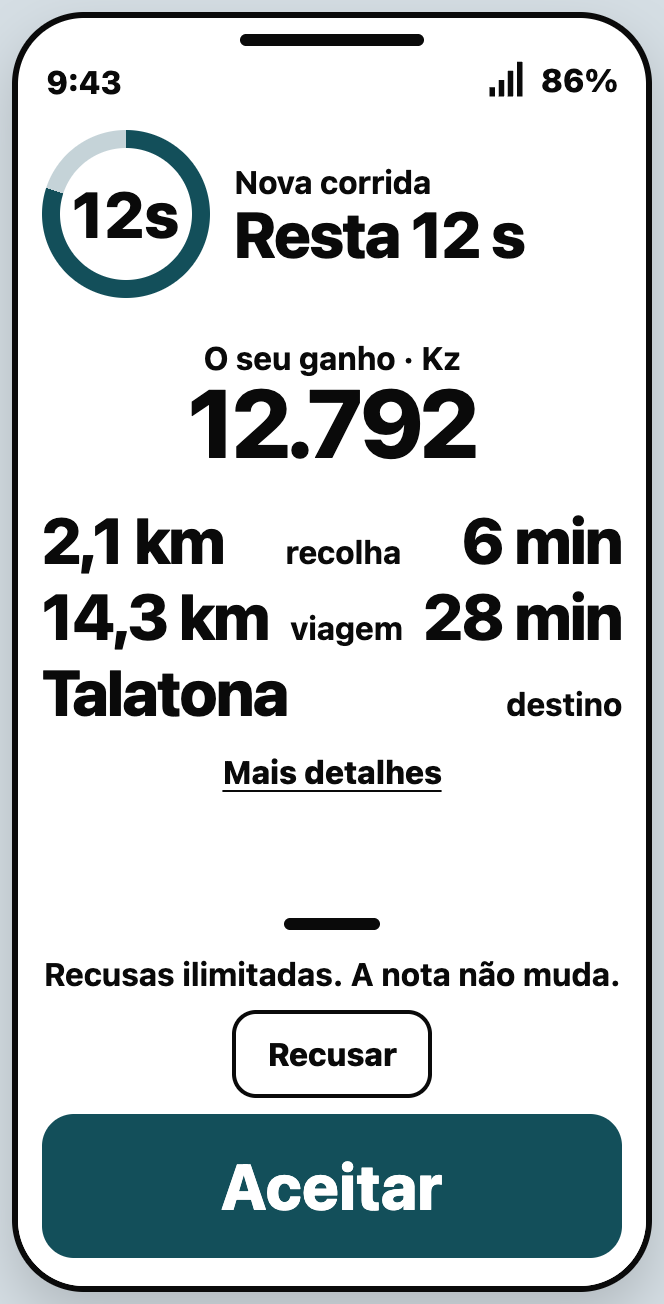 9:43 86%
12s
Nova corrida
Resta 12 s
O seu ganho · Kz
12.792
2,1 km recolha 6 min
14,3 km viagem 28 min
Talatona destino
Mais detalhes
Recusas ilimitadas. A nota não muda.
Recusar
Aceitar